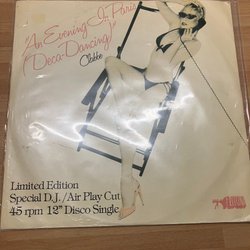 "An Evening In Paris
(Deca-Dancing)"
Limited Edition
Special D.J./Air Play Cut
45 rpm 12" Disco Single